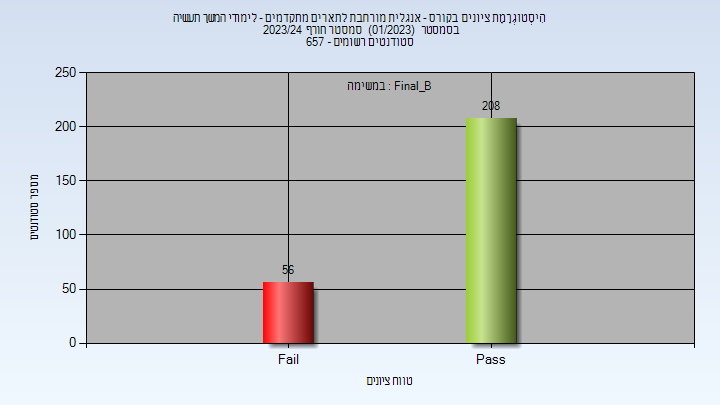 היסטוגרמת ציונים בקורס - אנגלית מורחבת לתארים מתקדמים - לימודי המשך תעשיה
בסמסטר (01/2023) סמסטר חורף 2023/24
סטודנטים רשומים - 657
במשימה : Final_B
250
200
150
100
50
0
208
56
מספר סטודנטים
Fail
Pass
טווח ציונים